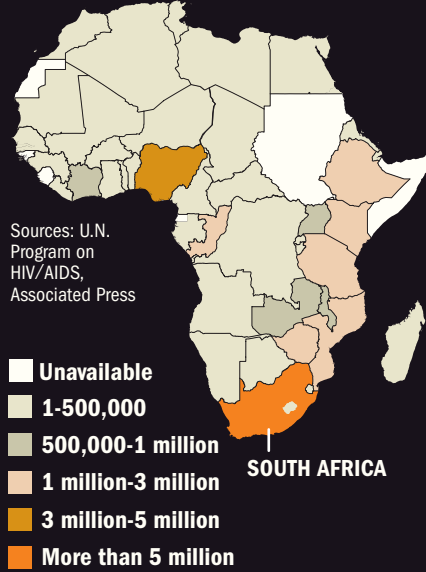 Sources: U.N.
Program on
HIV/AIDS,
Associated Press
Unavailable
1-500,000
500,000-1 million
1 million-3 million
3 million-5 million
More than 5 million
SOUTH AFRICA